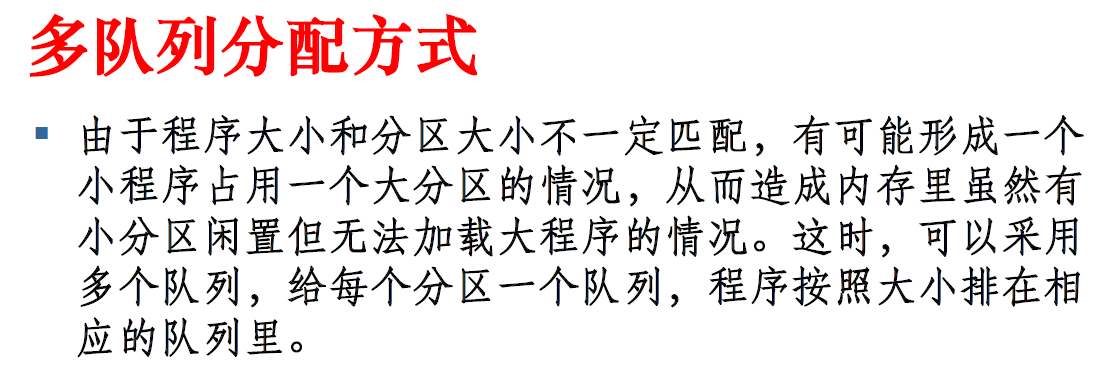 多队列分配方式
▪ 由于程序大小和分区大小不一定匹配，有可能形成一个
小程序占用一个大分区的情况，从而造成内存里虽然有
小分区闲置但无法加载大程序的情况。这时，可以采用
多个队列，给每个分区一个队列，程序按照大小排在相
应的队列里。